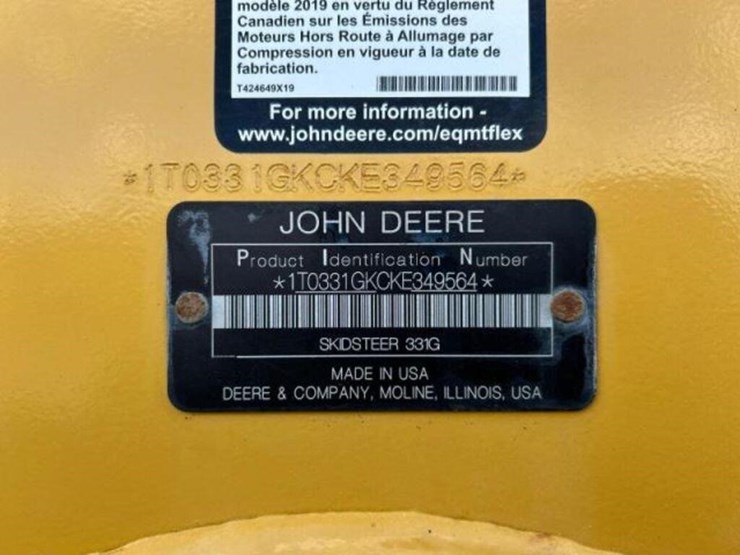 modèle 2019 en vertu du Règlement
Canadien sur les Émissions des
Moteurs Hors Route à Allumage par
Compression en vigueur à la date de
fabrication.
T424649X19
For more information -
www.johndeere.com/eqmtflex
*1T0331GKCKE349564*
JOHN DEERE
Product Identification Number
*1T0331GKCKE349564*
SKIDSTEER 331G
MADE IN USA
DEERE & COMPANY, MOLINE, ILLINOIS, USA